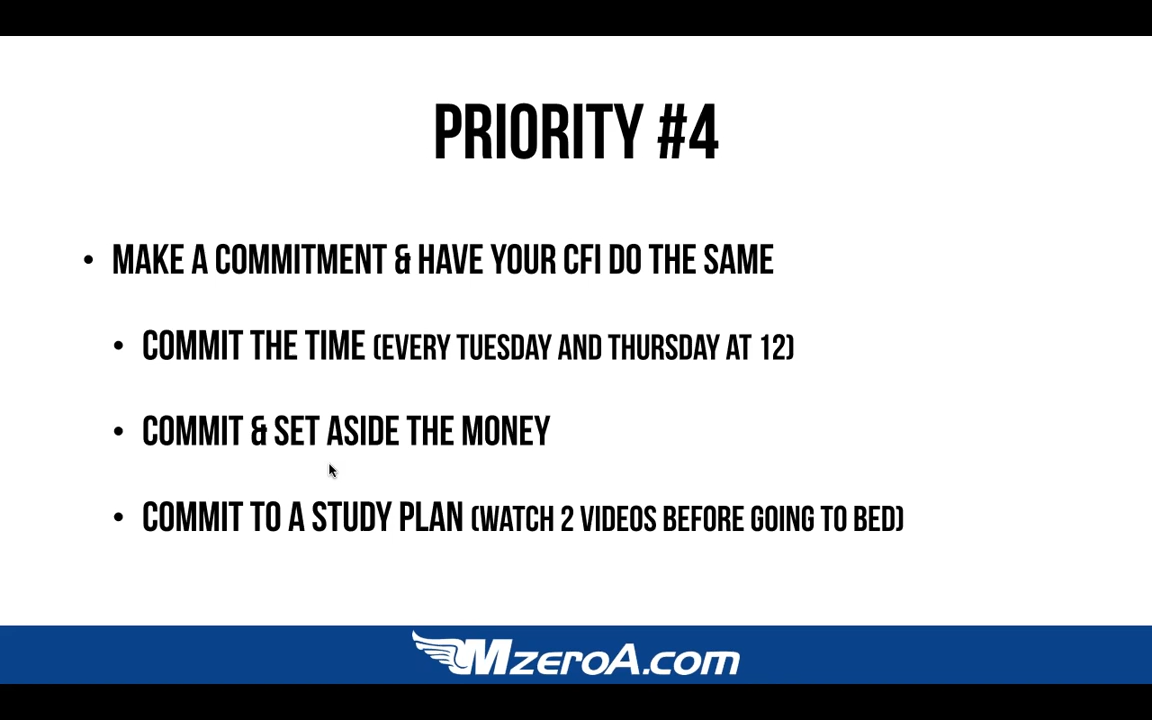 PRIORITY #4
• MAKE A COMMITMENT & HAVE YOUR CFI DO THE SAME
• COMMIT THE TIME (EVERY TUESDAY AND THURSDAY AT 12)
• COMMIT & SET ASIDE THE MONEY
• COMMIT TO A STUDY PLAN (WATCH 2 VIDEOS BEFORE GOING TO BED)
MzeroA.com